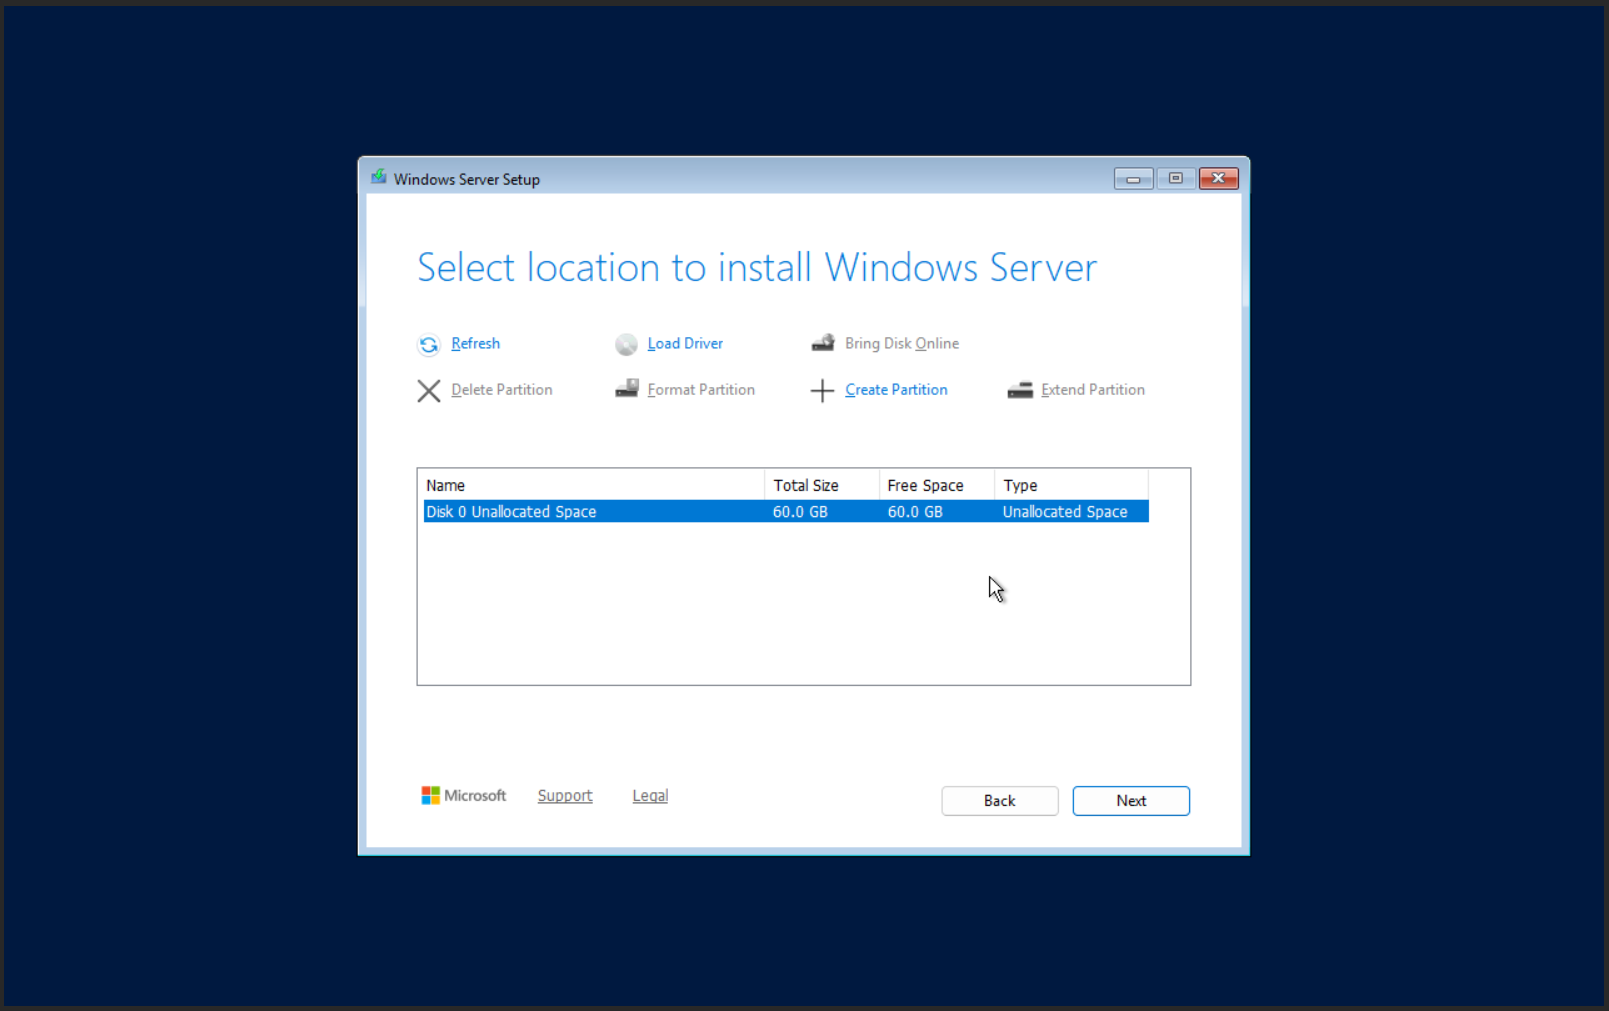 Windows Server Setup
Select location to install Windows Server
Refresh Load Driver Bring Disk Online
Delete Partition Format Partition Create Partition Extend Partition
Name Total Size Free Space Type
Disk 0 Unallocated Space 60.0 GB 60.0 GB Unallocated Space
Microsoft Support Legal Back Next